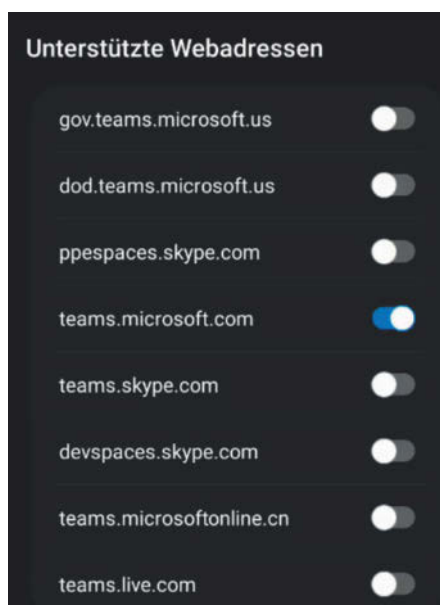 Unterstützte Webadressen
gov.teams.microsoft.us
dod.teams.microsoft.us
ppespaces.skype.com
teams.microsoft.com
teams.skype.com
devspaces.skype.com
teams.microsoftonline.cn
teams.live.com